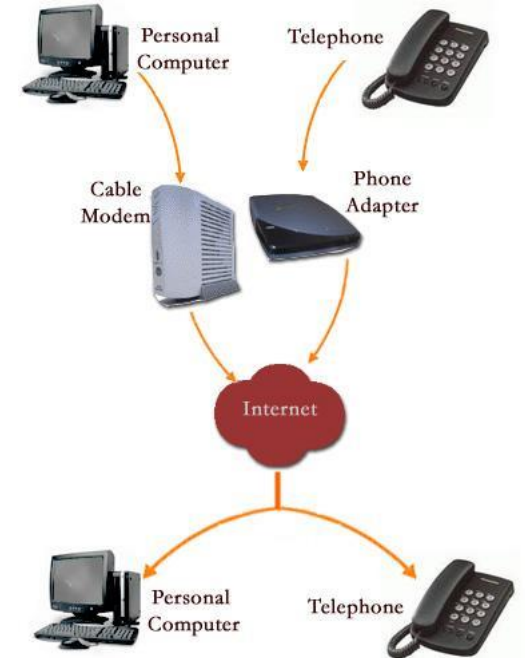 Personal
Computer
Telephone
Cable
Modem
Phone
Adapter
Internet
Personal
Computer
Telephone